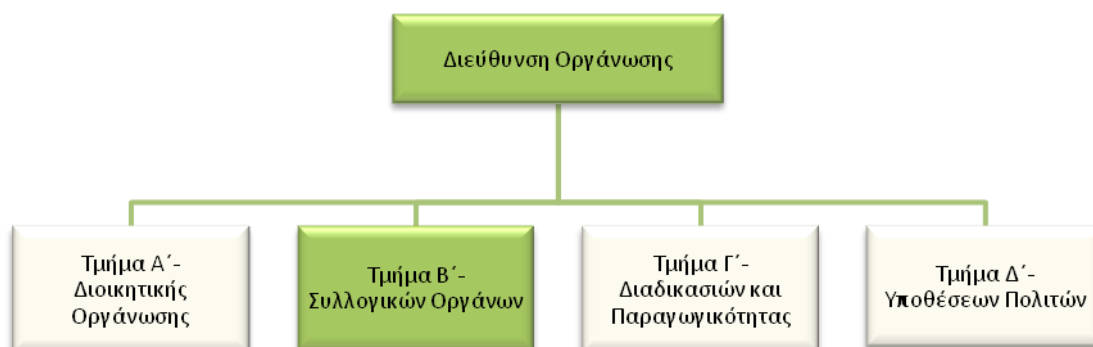 Διεύθυνση Οργάνωσης
Τμήμα Α΄-
Διοικητικής
Οργάνωσης
Τμήμα Β΄-
Συλλογικών Οργάνων
Τμήμα Γ΄-
Διαδικασιών και
Παραγωγικότητας
Τμήμα Δ΄-
Υποθέσεων Πολιτών